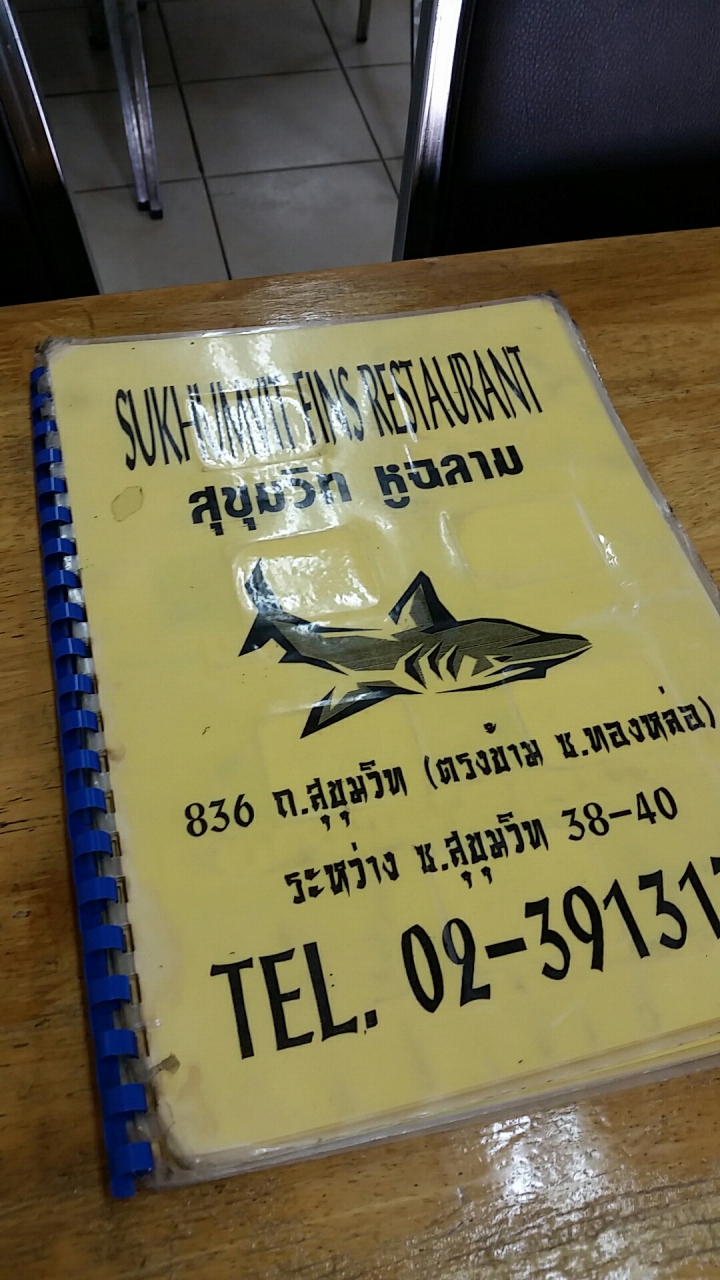 SUKHUMVIT FINS RESTAURANT
สุขุมวิท หูฉลาม
836 ถ.สุขุมวิท (ตรงข้าม ซ.ทองหล่อ)
ระหว่าง ซ.สุขุมวิท 38-40
TEL. 02-39131